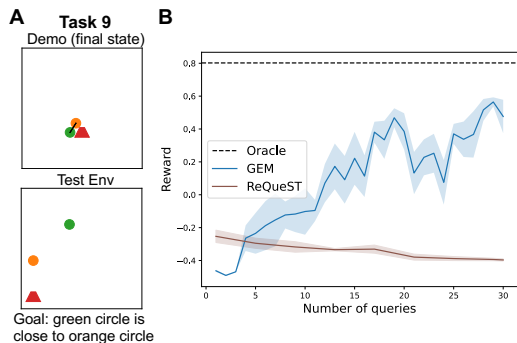 A
Task 9
Demo (final state)
Test Env
Goal: green circle is
close to orange circle
B
Reward
0,8
0,6
0,4
0,2
0,0
−0,2
−0,4
Oracle
GEM
ReQueST
0
5
10
15
20
25
30
Number of queries